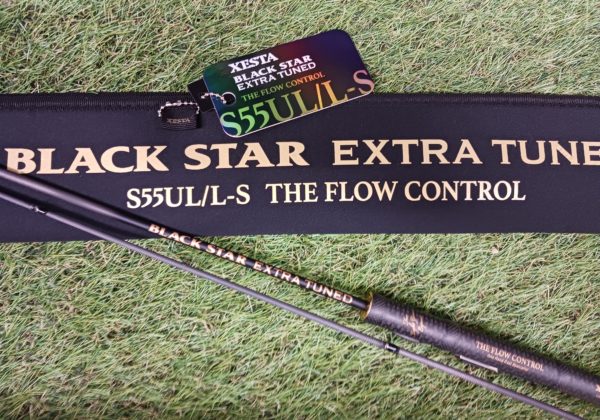 XESTA
BLACK STAR
EXTRA TUNED
THE FLOW CONTROL
S55UL/L-S
XESTA
BLACK STAR EXTRA TUNE
S55UL/L-S THE FLOW CONTROL
BLACK STAR EXTRA TUNED
THE FLOW CONTROL